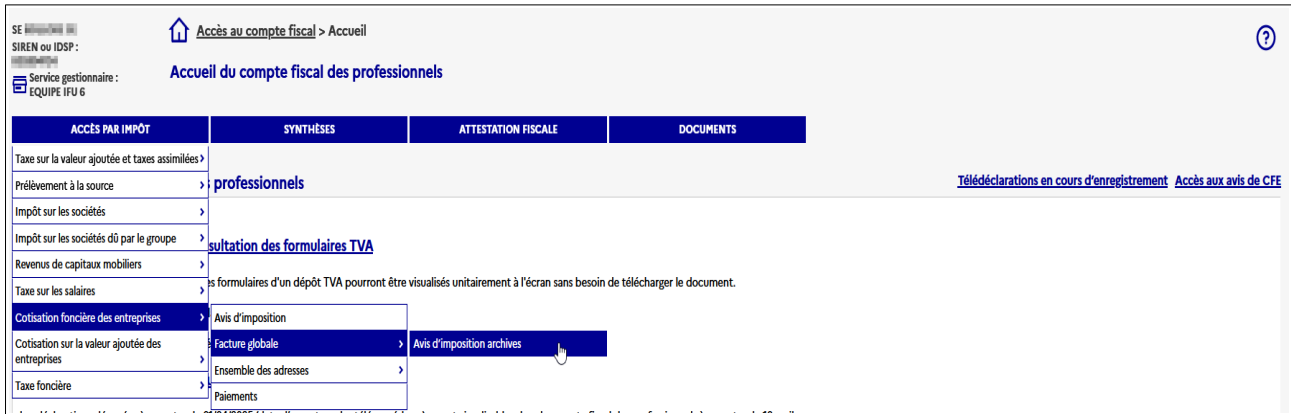 SE
Accès au compte fiscal > Accueil
SIREN ou IDSP :
Service gestionnaire :
EQUIPE IFU 6
Accueil du compte fiscal des professionnels
ACCÈS PAR IMPÔT
SYNTHÈSES
ATTESTATION FISCALE
DOCUMENTS
Taxe sur la valeur ajoutée et taxes assimilées
Prélèvement à la source
professionnels
Télédéclarations en cours d'enregistrement
Accès aux avis de CFE
Impôt sur les sociétés
Impôt sur les sociétés dû par le groupe
sultation des formulaires TVA
Revenus de capitaux mobiliers
Taxe sur les salaires
es formulaires d'un dépôt TVA pourront être visualisés unitairement à l'écran sans besoin de télécharger le document.
Cotisation foncière des entreprises
Avis d'imposition
Cotisation sur la valeur ajoutée des
entreprises
Facture globale
Avis d'imposition archives
Ensemble des adresses
Taxe foncière
Paiements